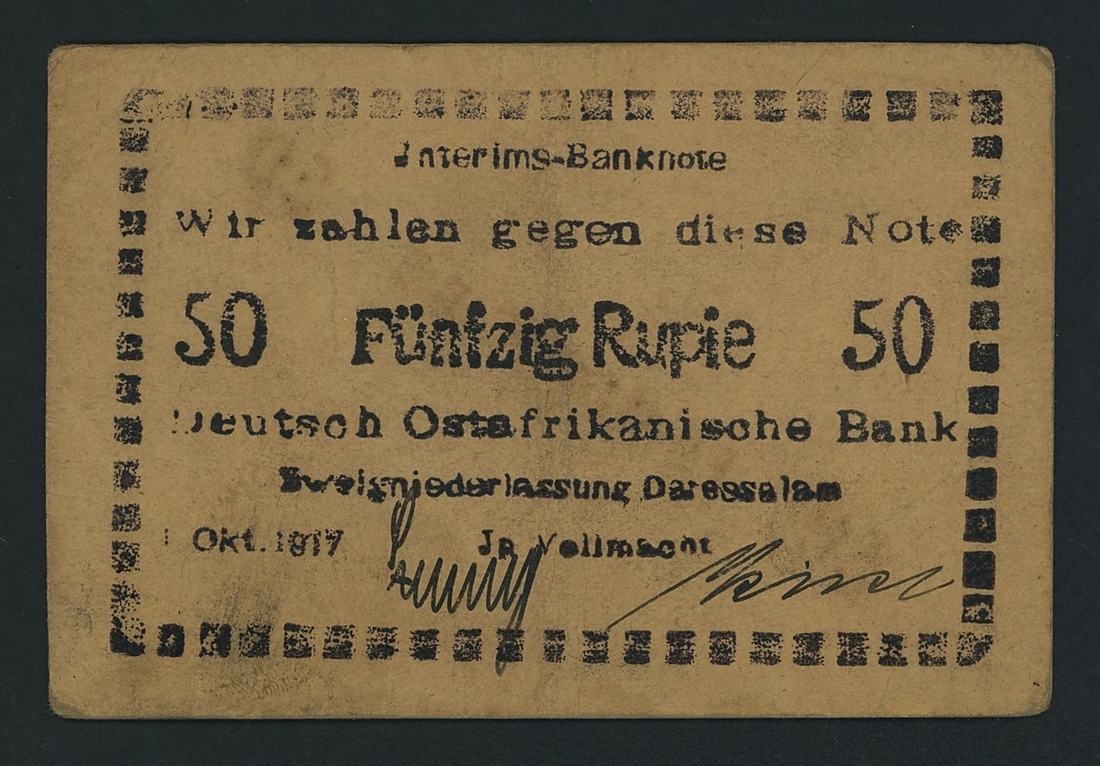 Interims-Banknote
Wir zahlen gegen diese Note
50 Fünfzig Rupie 50
Deutsch Ostafrikanische Bank
Zweigniederlassung Daressalam
1 Okt. 1917 In Vollmacht